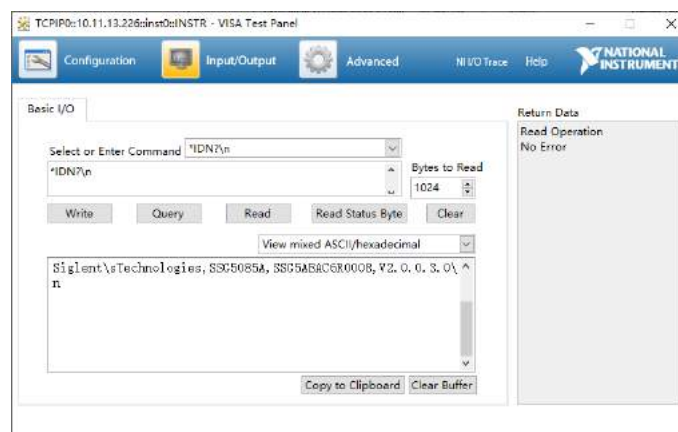 TCPIP0::10.11.13.226::inst0::INSTR - VISA Test Panel
Configuration
Input/Output
Advanced
NI I/O Trace
Help
NATIONAL
INSTRUMENT
Basic I/O
Select or Enter Command
*IDN?\n
*IDN?\n
Bytes to Read
1024
Write
Query
Read
Read Status Byte
Clear
View mixed ASCII/hexadecimal
Siglent\sTechnologies,SSG5085A,SSG5ABAC6R0008,V2.0.0.3.0\
n
Copy to Clipboard
Clear Buffer
Return Data
Read Operation
No Error